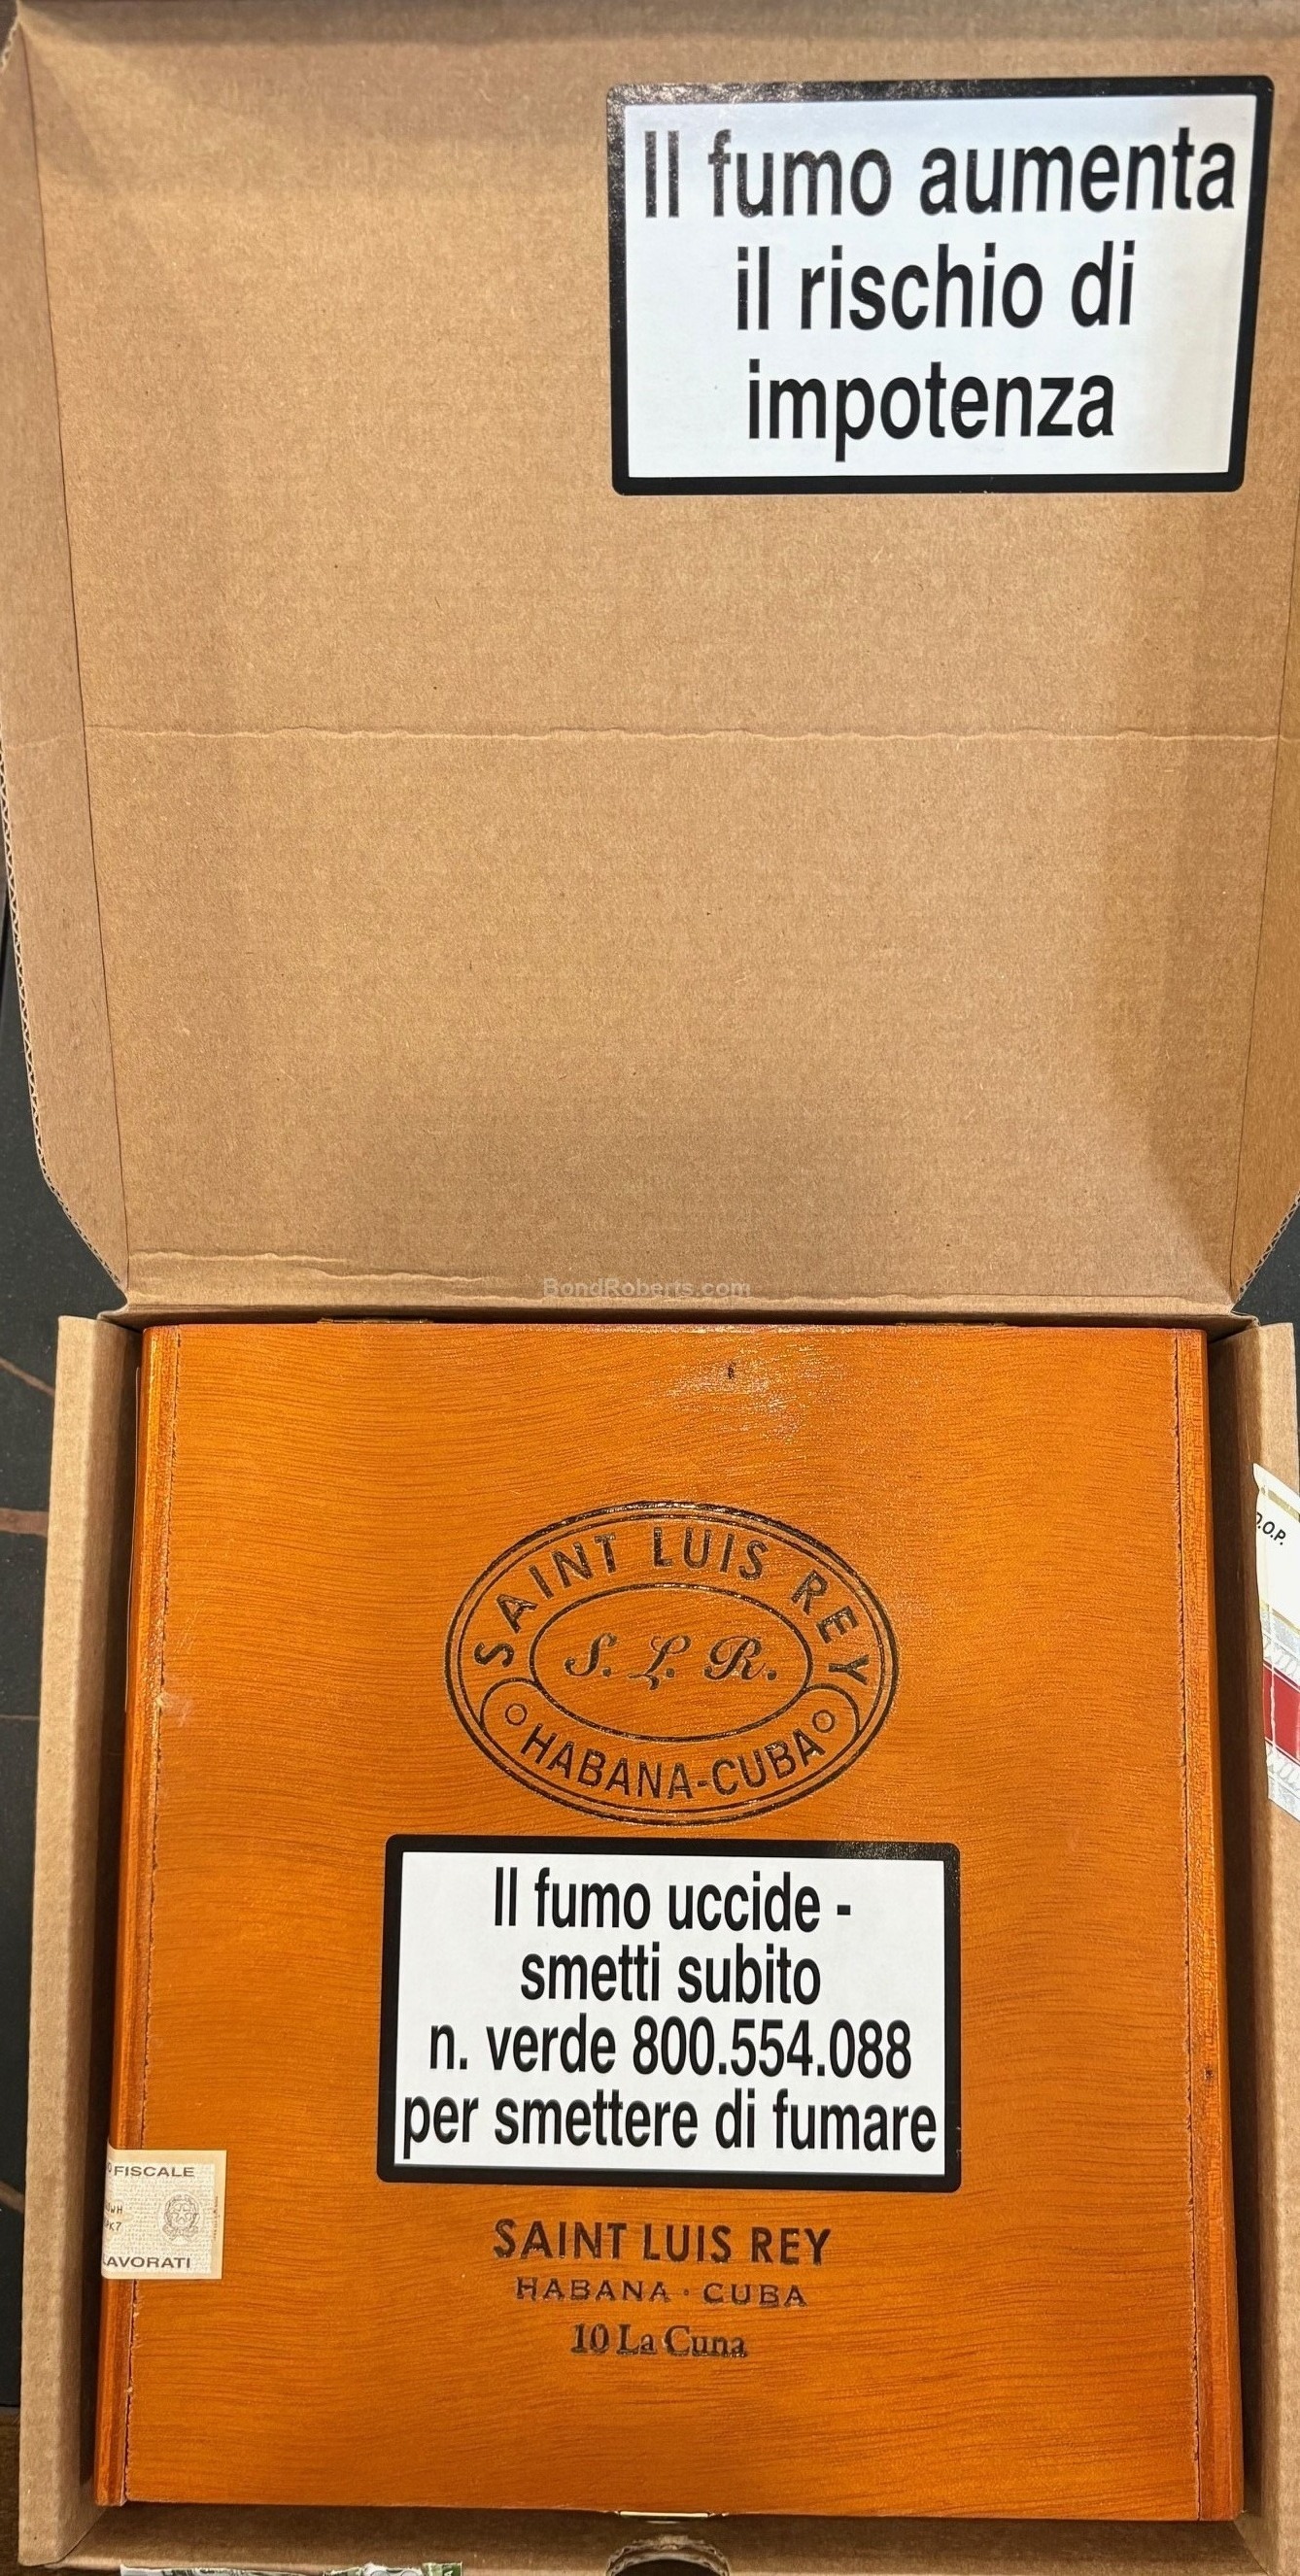 Il fumo aumenta
il rischio di
impotenza
BondRoberts.com
SAINT LUIS REY
S. L. R.
HABANA-CUBA
Il fumo uccide -
smetti subito
n. verde 800.554.088
per smettere di fumare
SAINT LUIS REY
HABANA · CUBA
10 La Cuna
FISCALE
D.O.P.